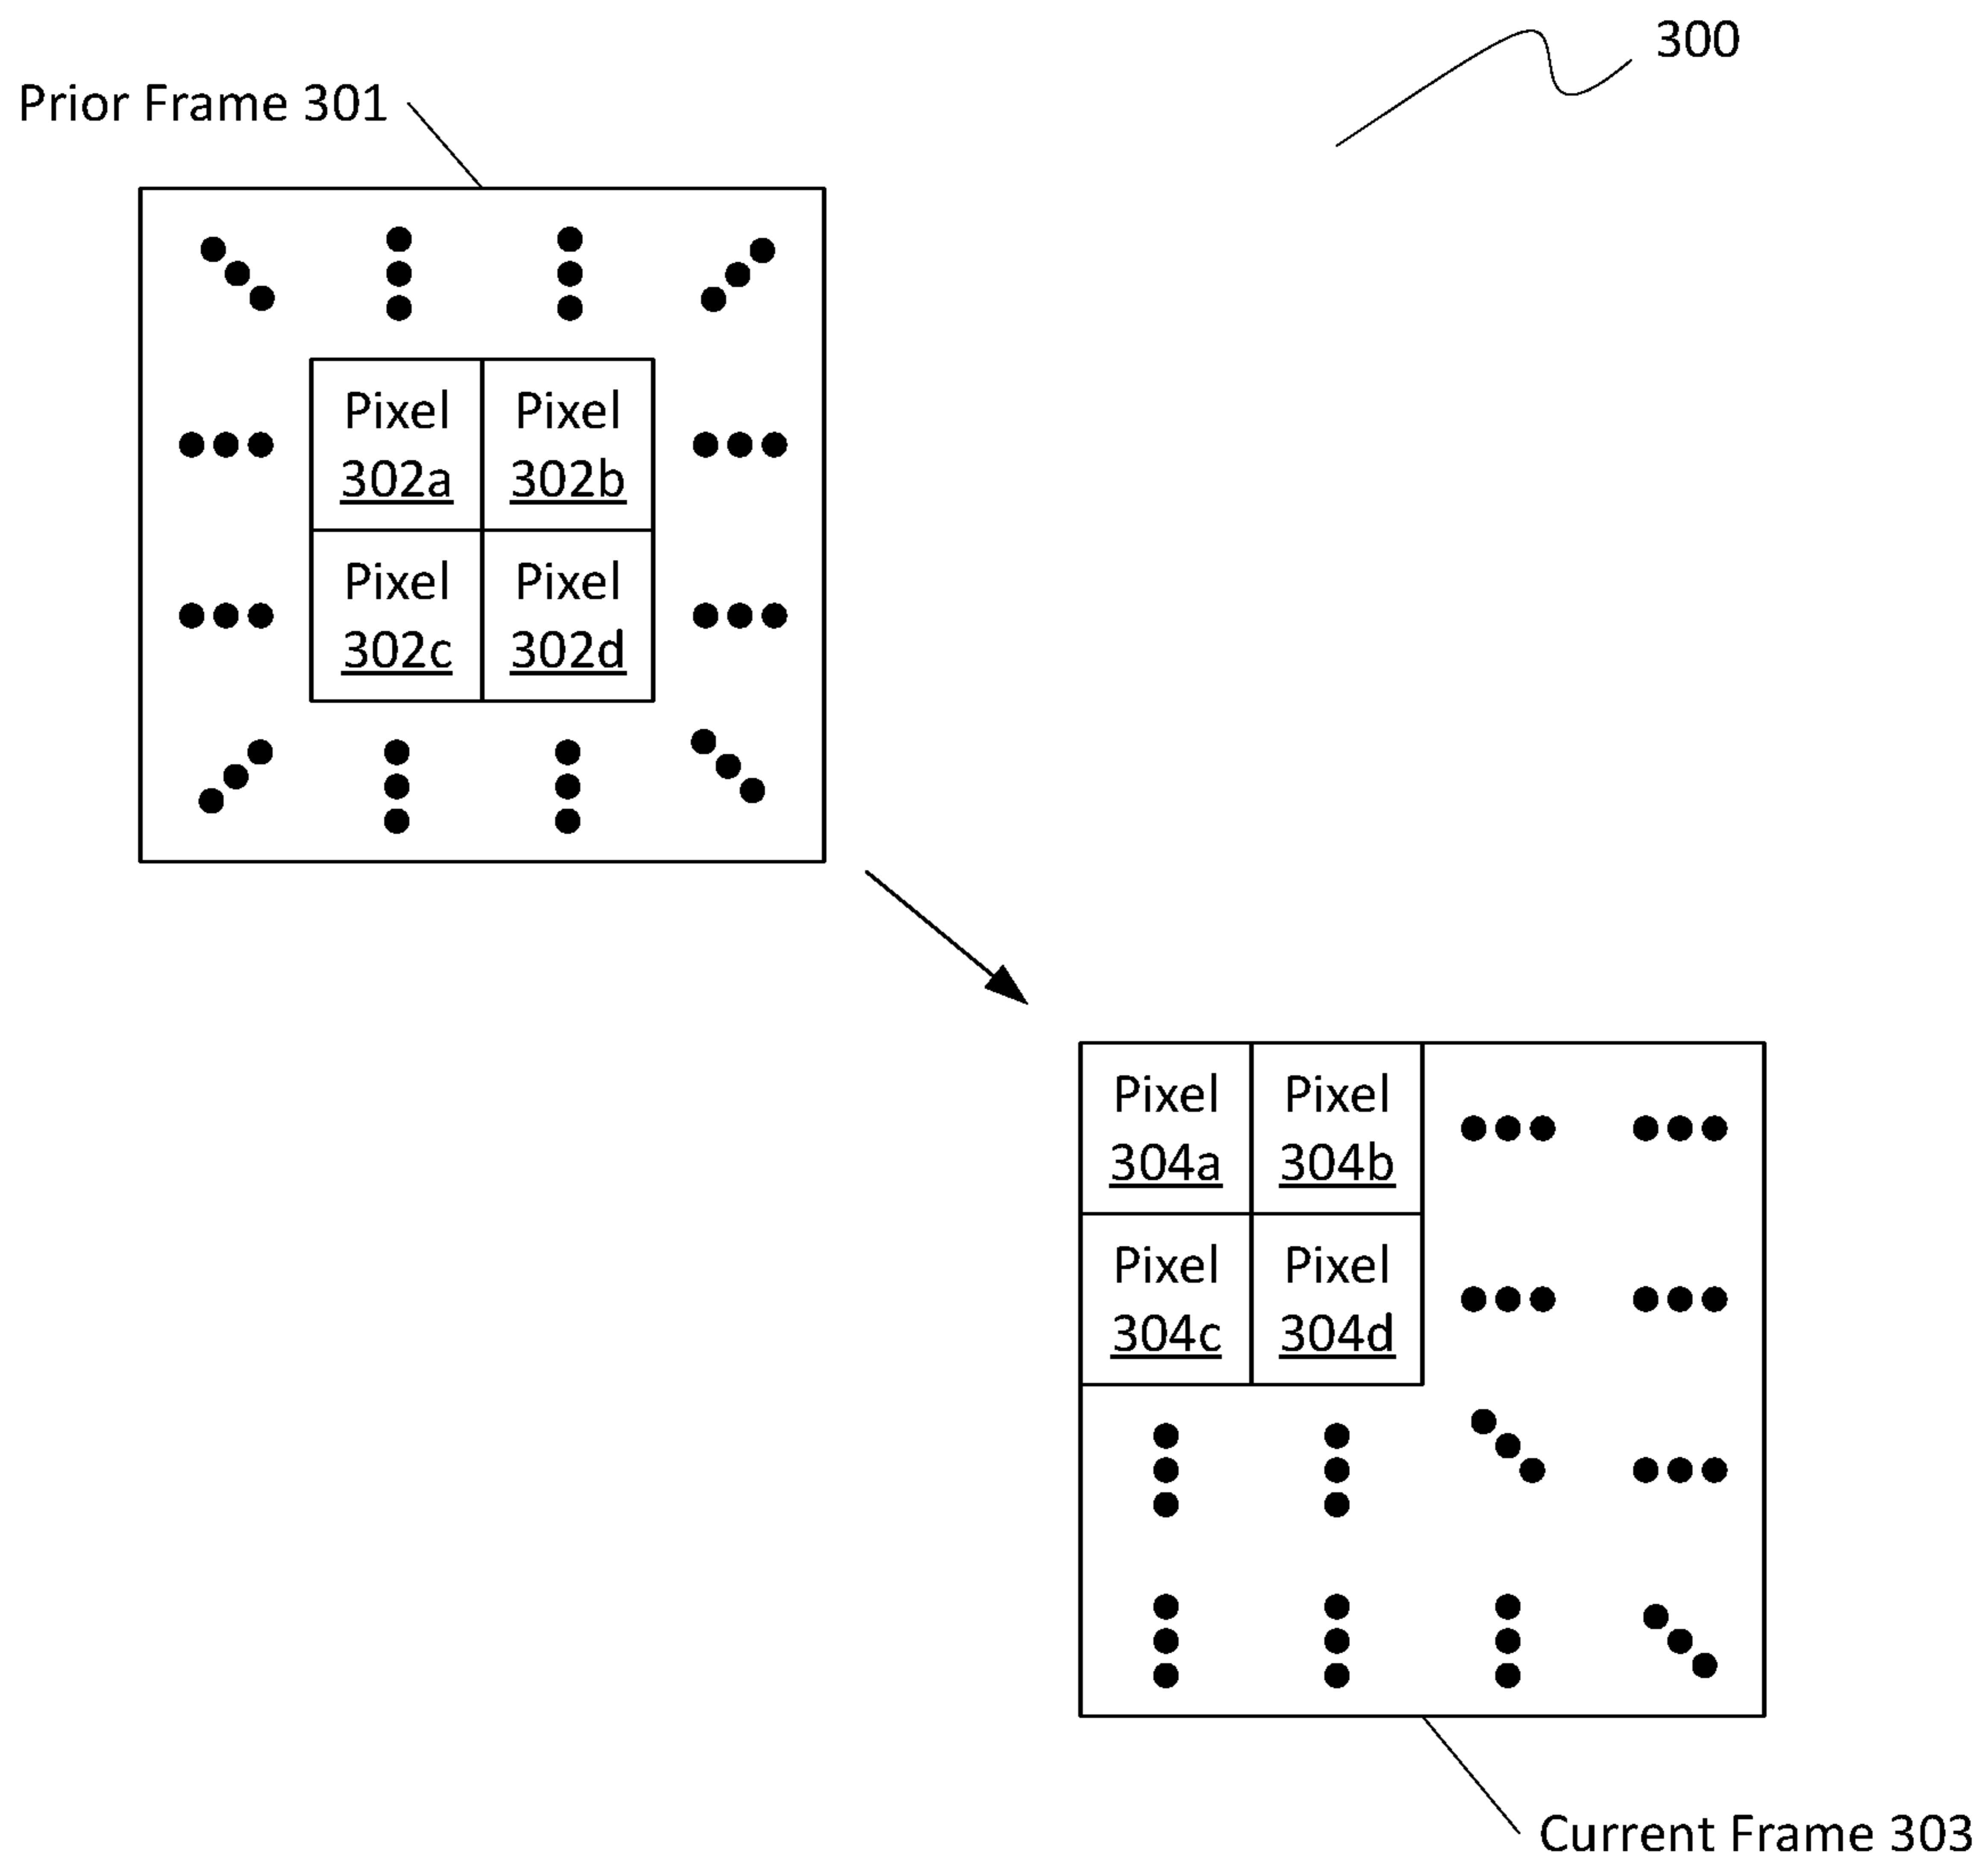 300
Prior Frame 301
Pixel Pixel
302a 302b
Pixel Pixel
302c 302d
Pixel Pixel
304a 304b
Pixel Pixel
304c 304d
Current Frame 303